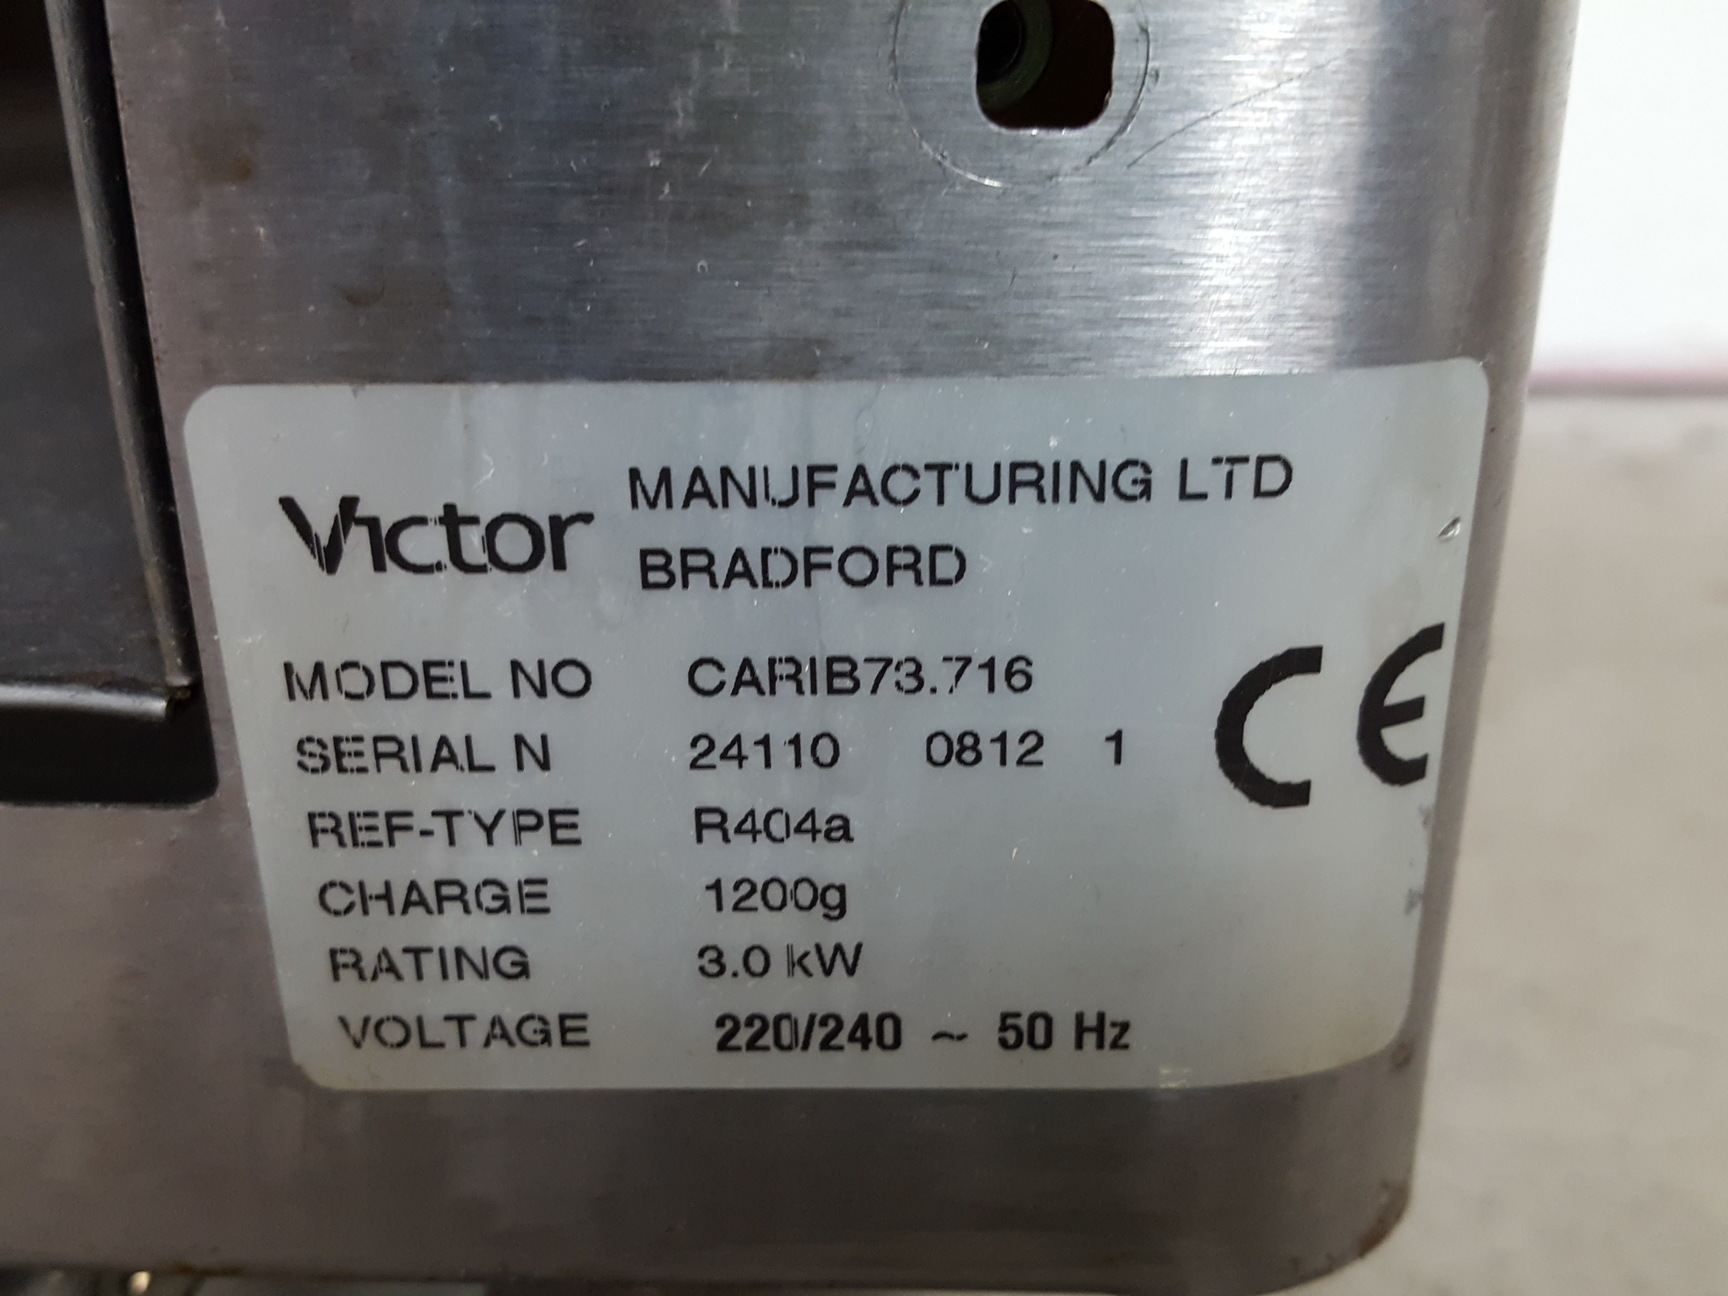 Victor MANUFACTURING LTD
BRADFORD
MODEL NO CARIB73.716
SERIAL N 24110 0812 1
REF-TYPE R404a
CHARGE 1200g
RATING 3.0 kW
VOLTAGE 220/240 ~ 50 Hz
CE